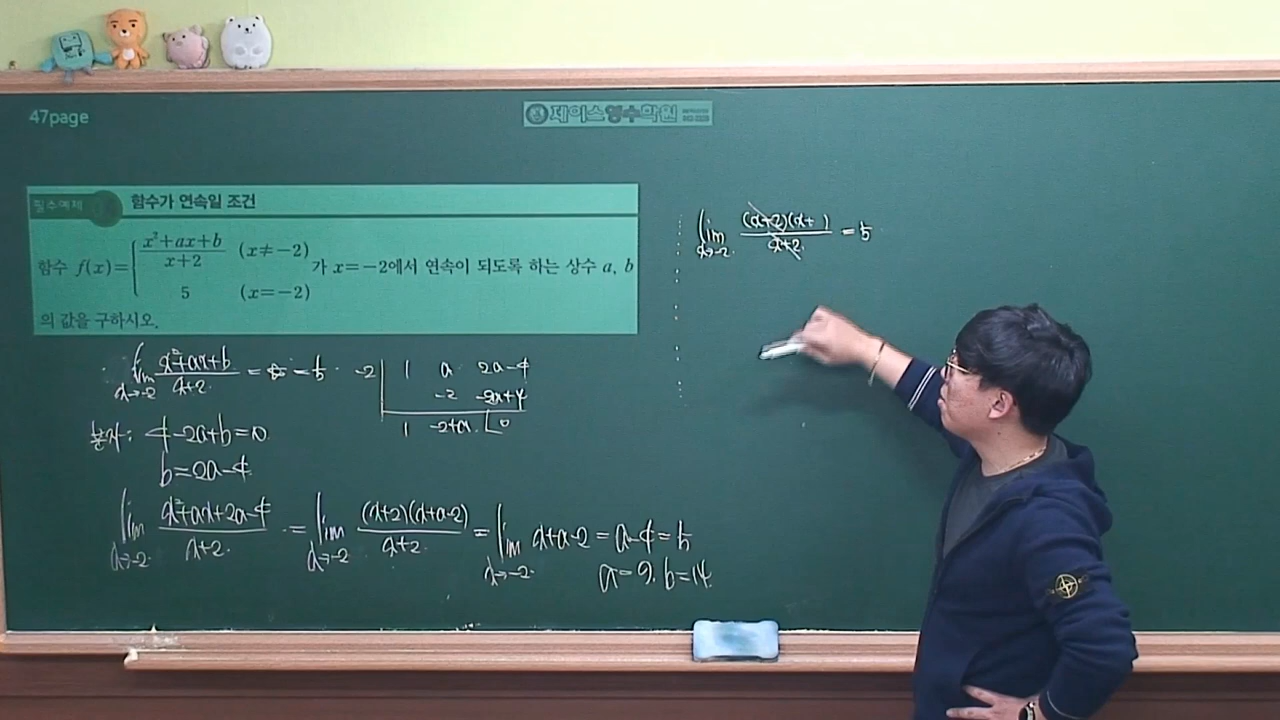 47page
제이스영수학원
필수예제
함수가 연속일 조건
함수 f(x)={ (x²+ax+b)/(x+2) (x≠-2)
5 (x=-2)
가 x=-2에서 연속이 되도록 하는 상수 a, b
의 값을 구하시오.
lim x→-2 (x²+ax+b)/(x+2) = = 5
-2 | 1 a 2a-4
-2 -2a+4
1 -2+a 0
분자: 4-2a+b=0
b=2a-4
lim x→-2 (x²+ax+2a-4)/(x+2) = lim x→-2 (x+2)(x+a-2)/(x+2) = lim x→-2 x+a-2 = a-4 = 5
a=9. b=14.
lim x→-2 (x+2)(x+ )/(x+2) = 5